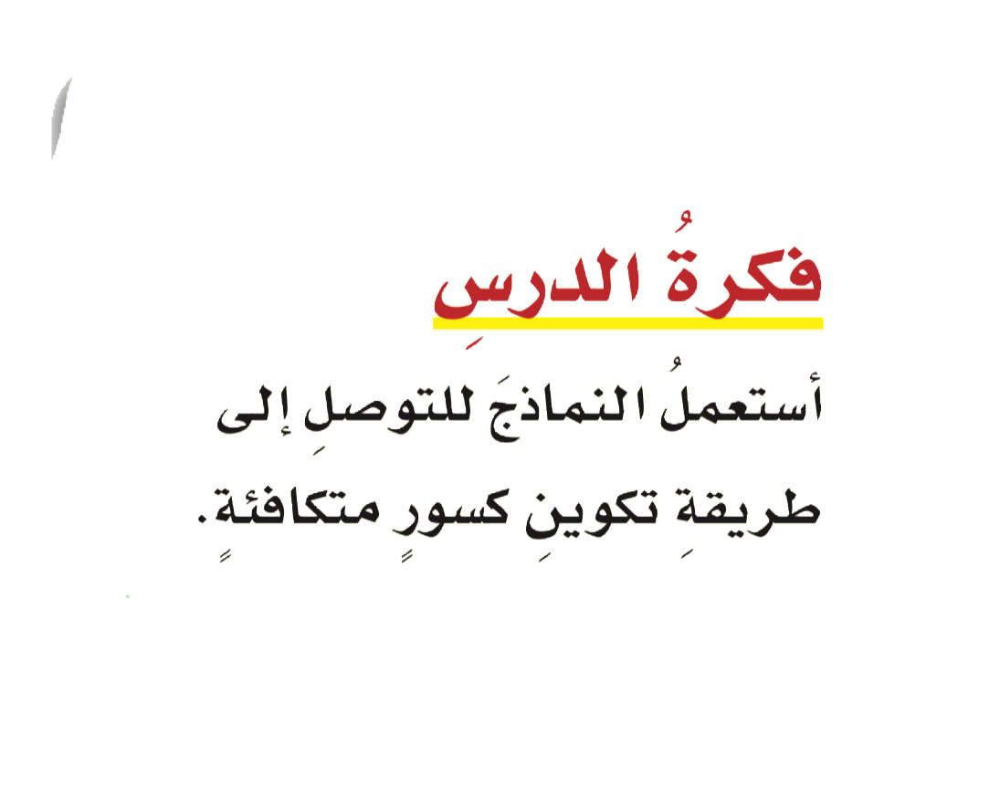 فكرةُ الدرسِ
أستعملُ النماذجَ للتوصلِ إلى
طريقةِ تكوينِ كسورٍ متكافئةٍ.